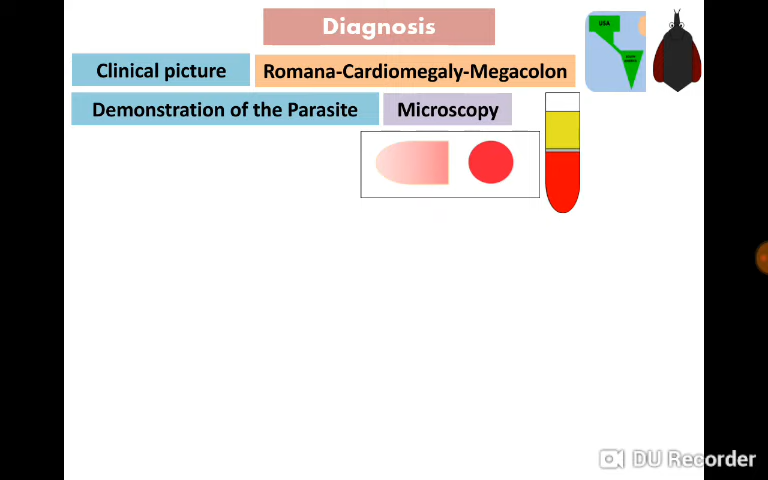 Diagnosis
USA
Clinical picture
Romana-Cardiomegaly-Megacolon
Demonstration of the Parasite
Microscopy
DU Recorder